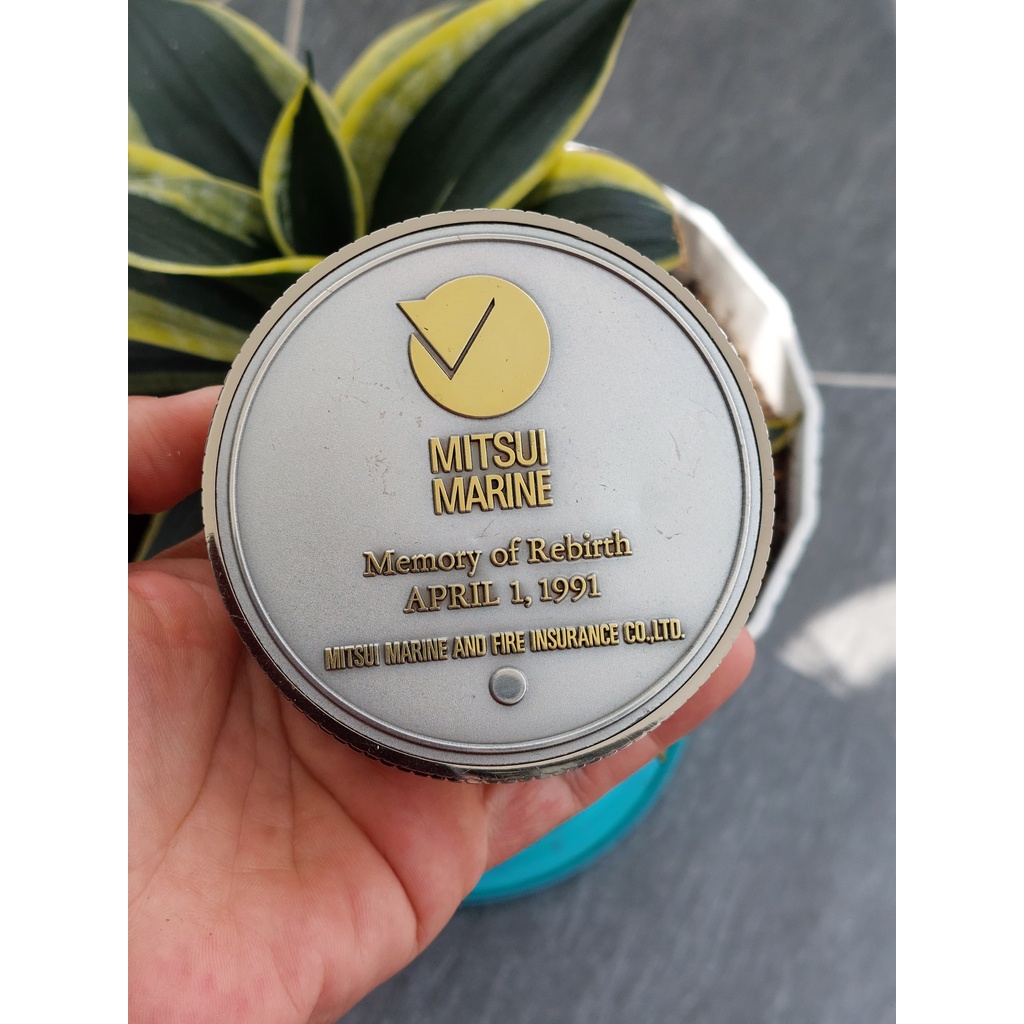 MITSUI
MARINE
Memory of Rebirth
APRIL 1, 1991
MITSUI MARINE AND FIRE INSURANCE CO.,LTD.